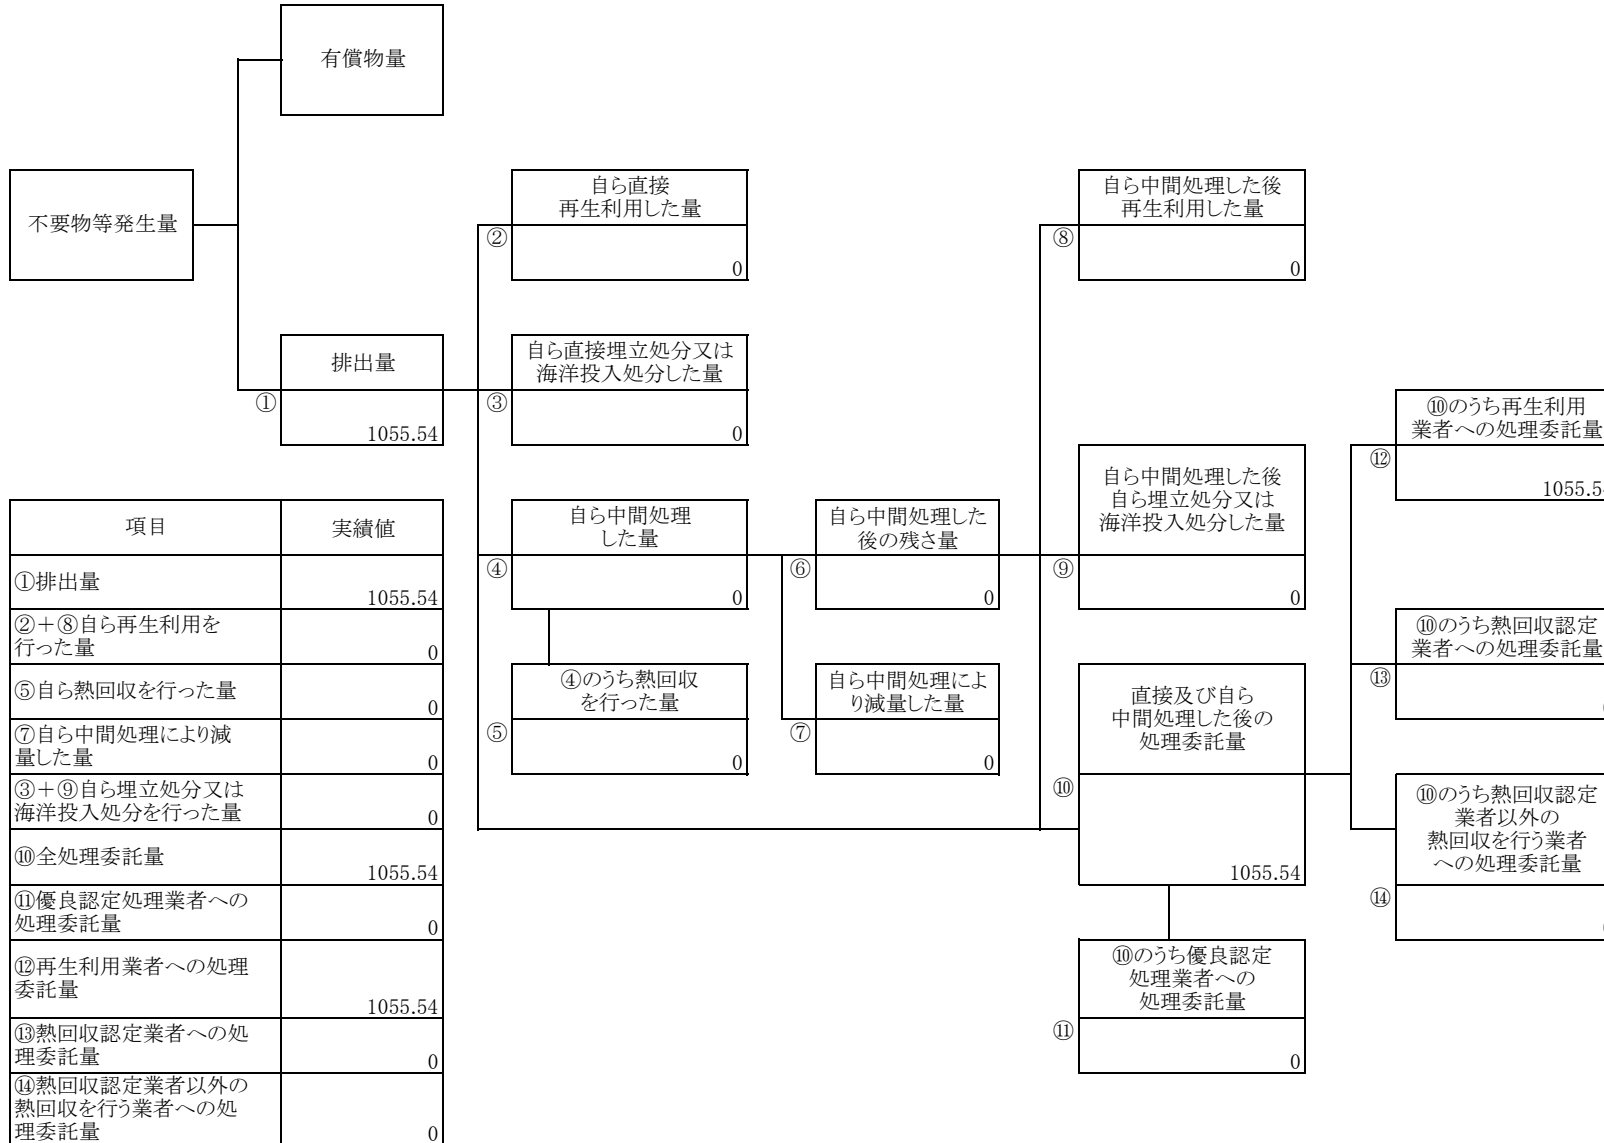 有償物量
不要物等発生量
自ら直接
再生利用した量
②
0
自ら中間処理した後
再生利用した量
⑧
0
排出量
①
1055.54
自ら直接埋立処分又は
海洋投入処分した量
③
0
⑩のうち再生利用
業者への処理委託量
⑫
自ら中間処理した後
自ら埋立処分又は
海洋投入処分した量
⑨
0
自ら中間処理
した量
④
0
自ら中間処理した
後の残さ量
⑥
0
④のうち熱回収
を行った量
⑤
0
自ら中間処理によ
り減量した量
⑦
0
直接及び自ら
中間処理した後の
処理委託量
⑩
1055.54
⑩のうち熱回収認定
業者への処理委託量
⑬
⑩のうち熱回収認定
業者以外の
熱回収を行う業者
への処理委託量
⑭
⑩のうち優良認定
処理業者への
処理委託量
⑪
0
項目 実績値
①排出量
1055.54
②＋⑧自ら再生利用を
行った量
0
⑤自ら熱回収を行った量
0
⑦自ら中間処理により減
量した量
0
③＋⑨自ら埋立処分又は
海洋投入処分を行った量
0
⑩全処理委託量
1055.54
⑪優良認定処理業者への
処理委託量
0
⑫再生利用業者への処理
委託量
1055.54
⑬熱回収認定業者への処
理委託量
0
⑭熱回収認定業者以外の
熱回収を行う業者への処
理委託量
0